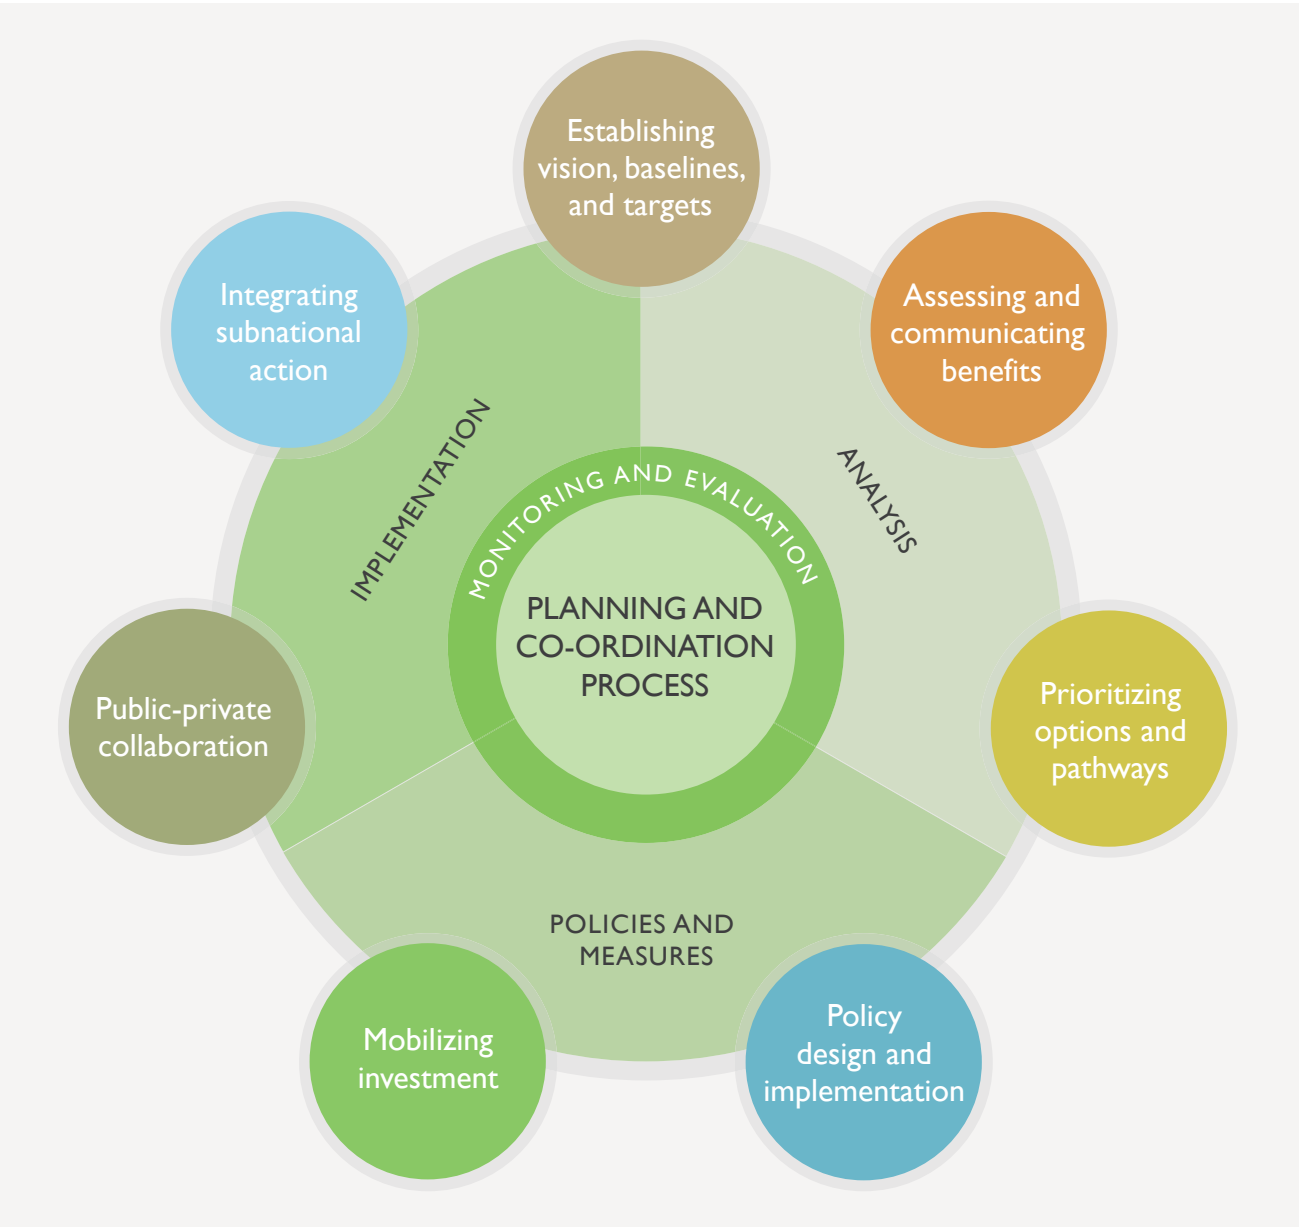 Establishing
vision, baselines,
and targets
Assessing and
communicating
benefits
Prioritizing
options and
pathways
Policy
design and
implementation
Mobilizing
investment
Public-private
collaboration
Integrating
subnational
action
IMPLEMENTATION
ANALYSIS
POLICIES AND
MEASURES
MONITORING AND EVALUATION
PLANNING AND
CO-ORDINATION
PROCESS